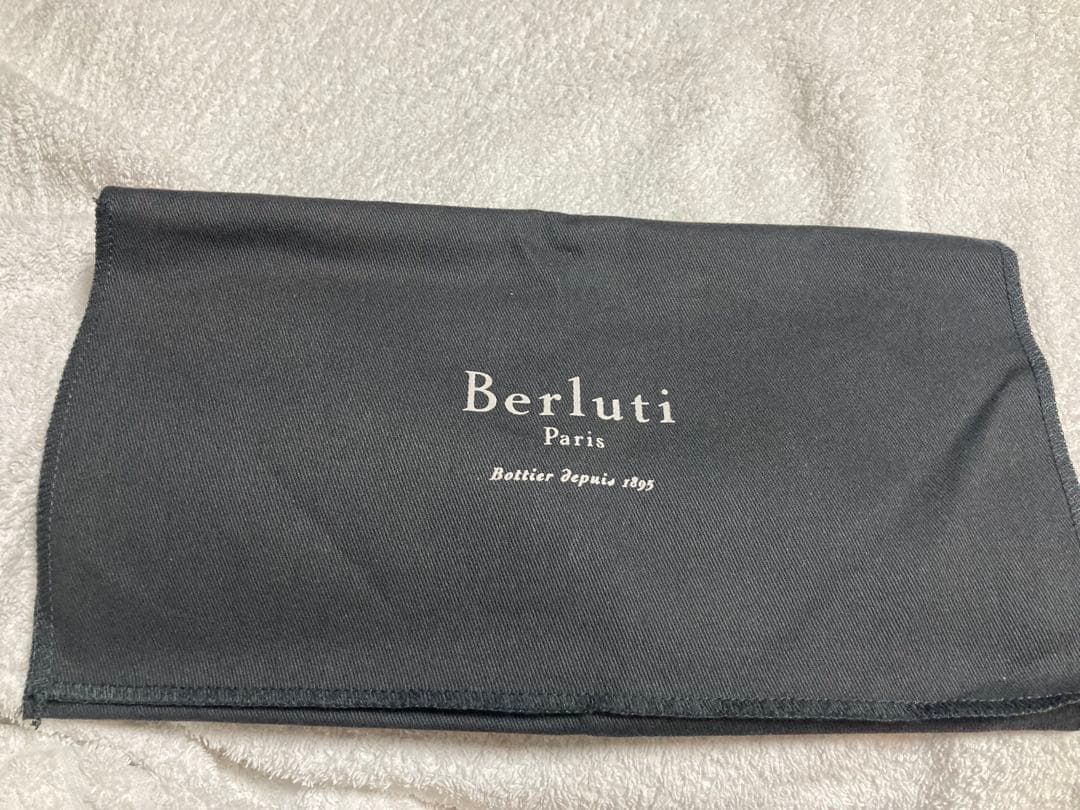 Berluti
Paris
Bottier depuis 1895